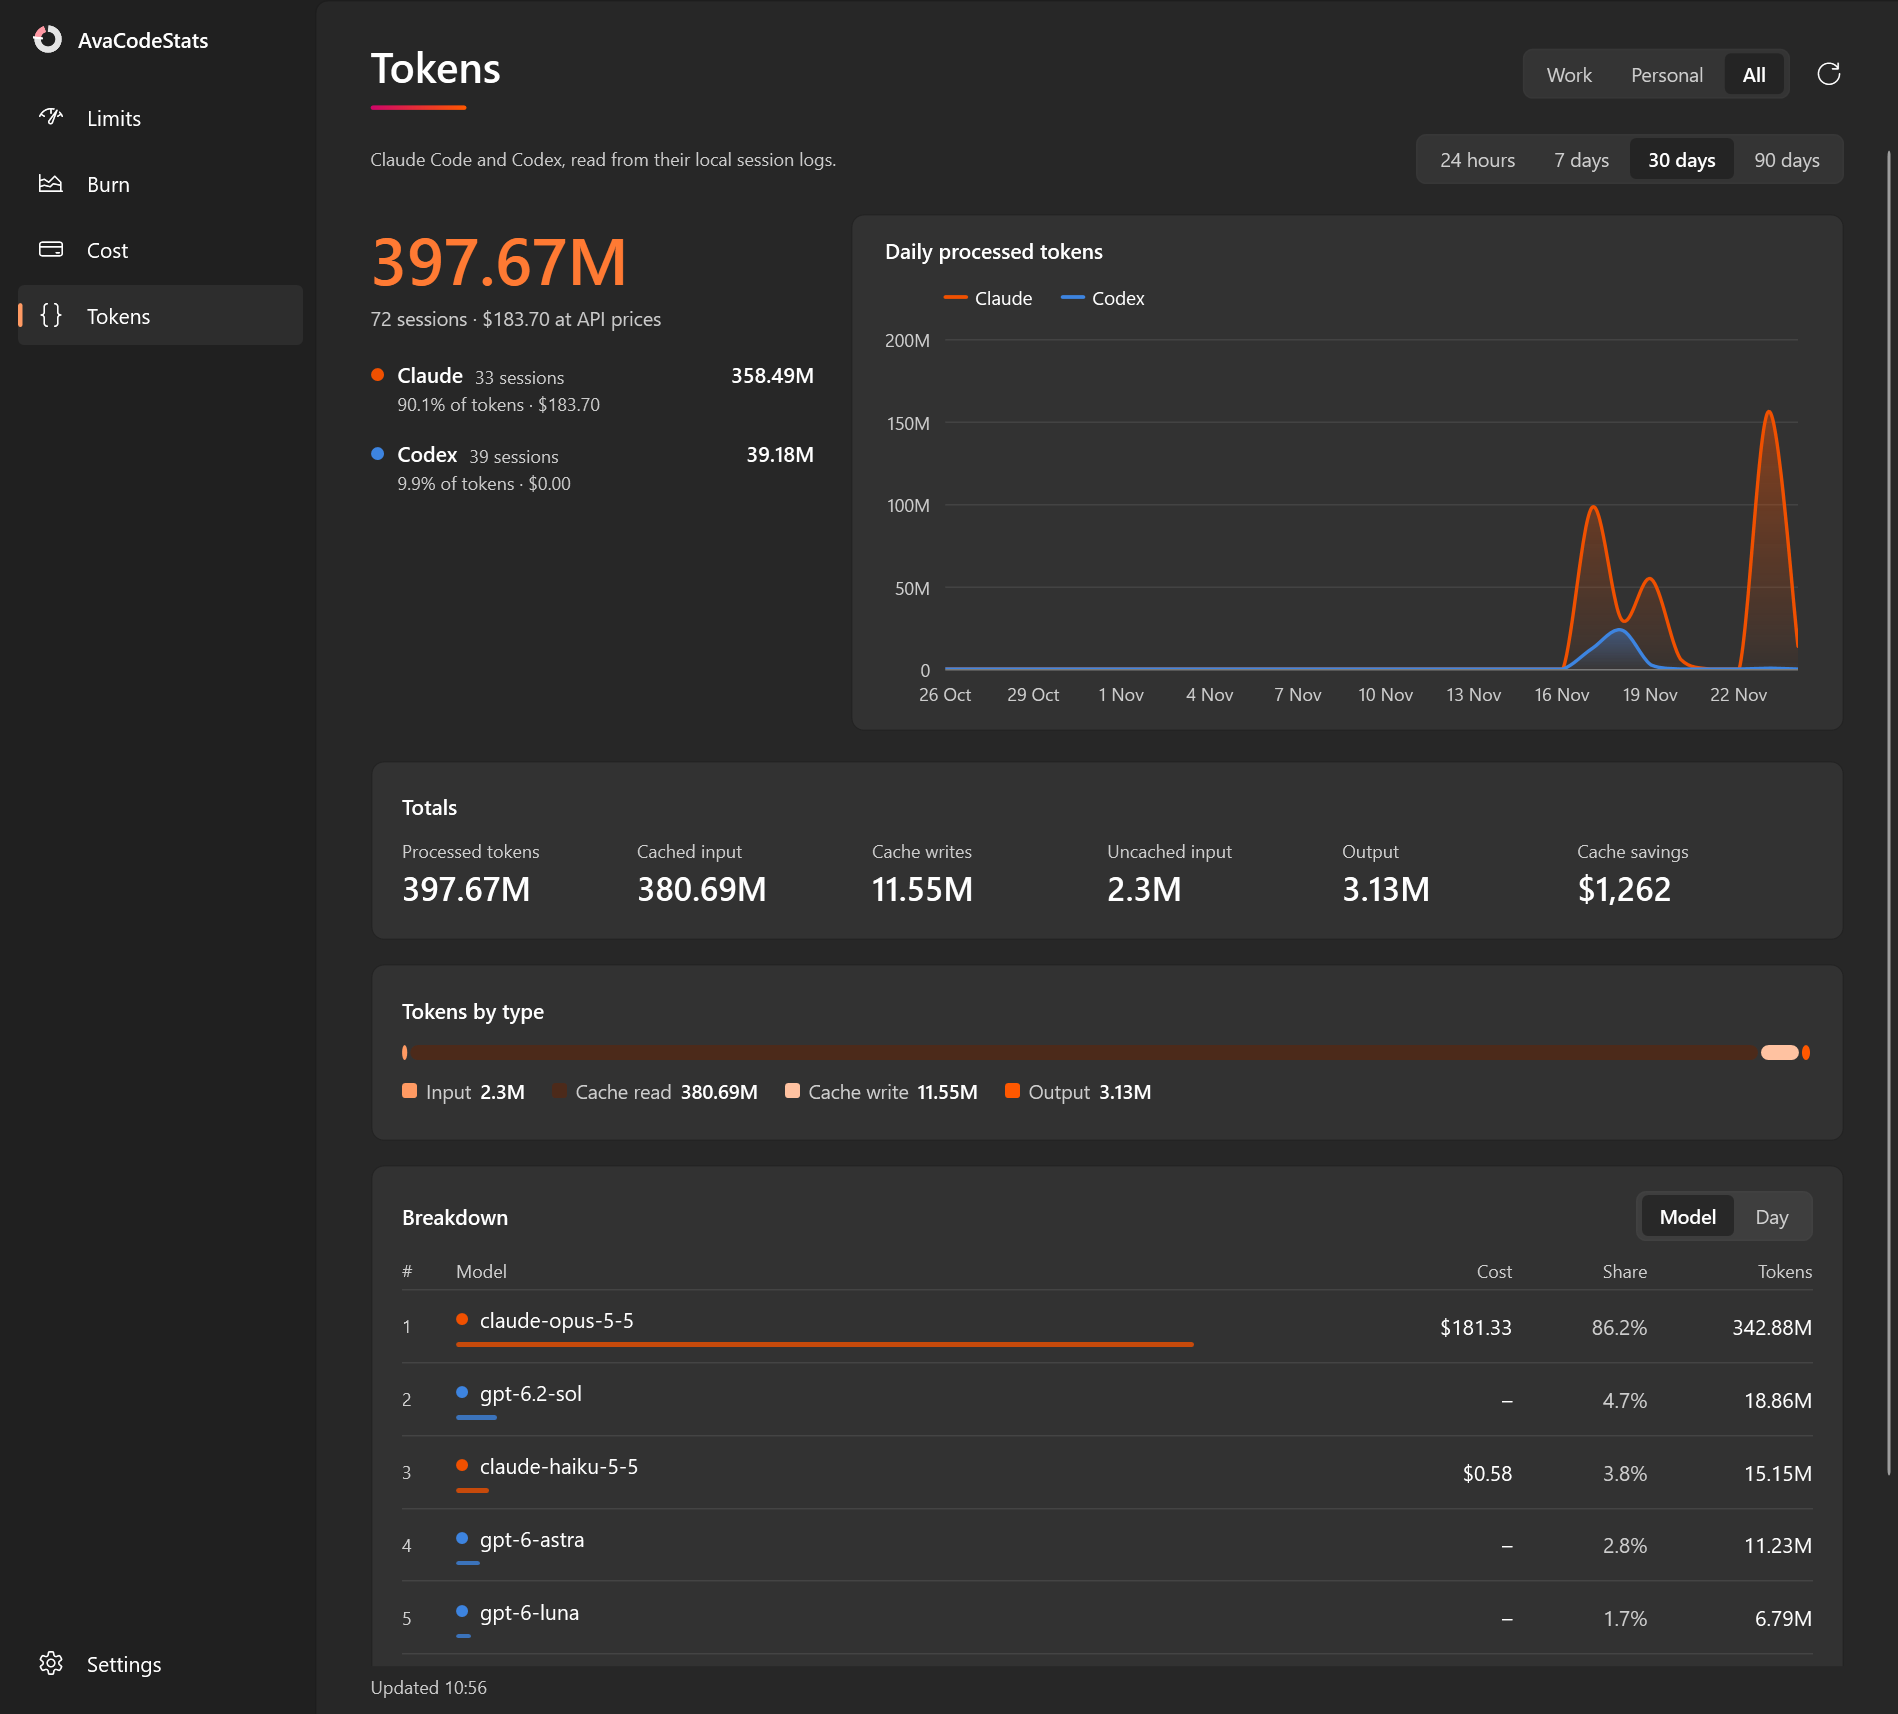 AvaCodeStats
Limits
Burn
Cost
Tokens
Settings
Tokens
Work Personal All
Claude Code and Codex, read from their local session logs.
24 hours 7 days 30 days 90 days
397.67M
72 sessions · $183.70 at API prices
Claude 33 sessions 358.49M
90.1% of tokens · $183.70
Codex 39 sessions 39.18M
9.9% of tokens · $0.00
Daily processed tokens
Claude Codex
200M
150M
100M
50M
0
26 Oct 29 Oct 1 Nov 4 Nov 7 Nov 10 Nov 13 Nov 16 Nov 19 Nov 22 Nov
Totals
Processed tokens Cached input Cache writes Uncached input Output Cache savings
397.67M 380.69M 11.55M 2.3M 3.13M $1,262
Tokens by type
Input 2.3M Cache read 380.69M Cache write 11.55M Output 3.13M
Breakdown
Model Day
# Model Cost Share Tokens
1 claude-opus-5-5 $181.33 86.2% 342.88M
2 gpt-6.2-sol – 4.7% 18.86M
3 claude-haiku-5-5 $0.58 3.8% 15.15M
4 gpt-6-astra – 2.8% 11.23M
5 gpt-6-luna – 1.7% 6.79M
Updated 10:56